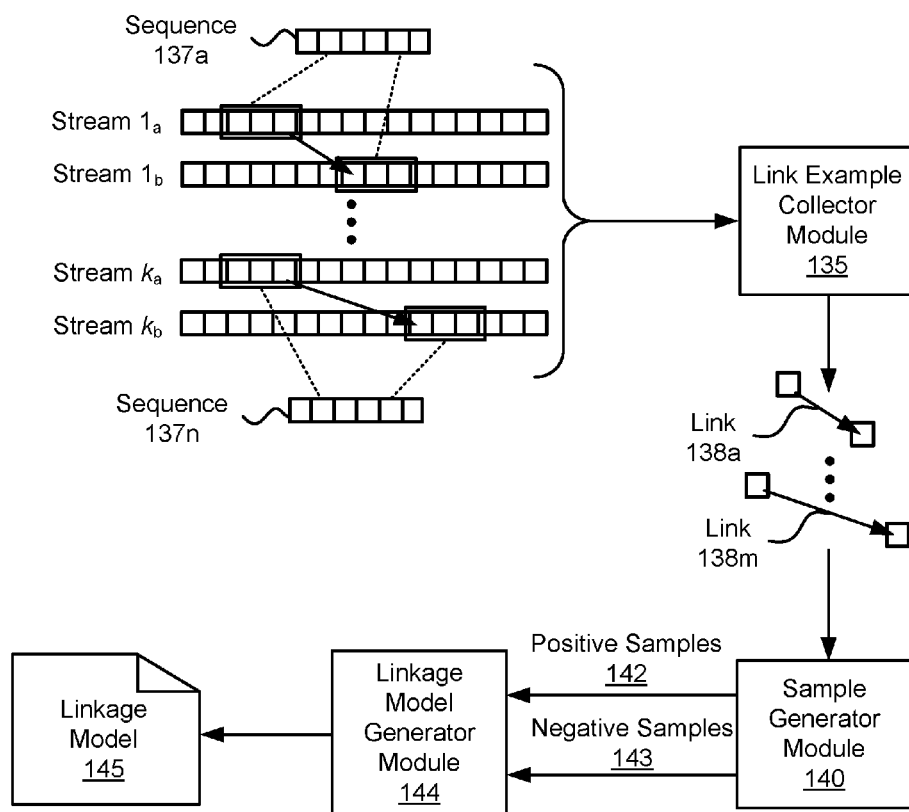 Sequence
137a
Stream 1a
Stream 1b
Stream ka
Stream kb
Sequence
137n
Link Example
Collector
Module
135
Link
138a
Link
138m
Positive Samples
142
Negative Samples
143
Sample
Generator
Module
140
Linkage
Model
Generator
Module
144
Linkage
Model
145